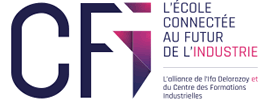 CFI
L'ÉCOLE
CONNECTÉE
AU FUTUR
DE L'INDUSTRIE
L'alliance de l'Ifa Delorozoy et
du Centre des Formations
Industrielles